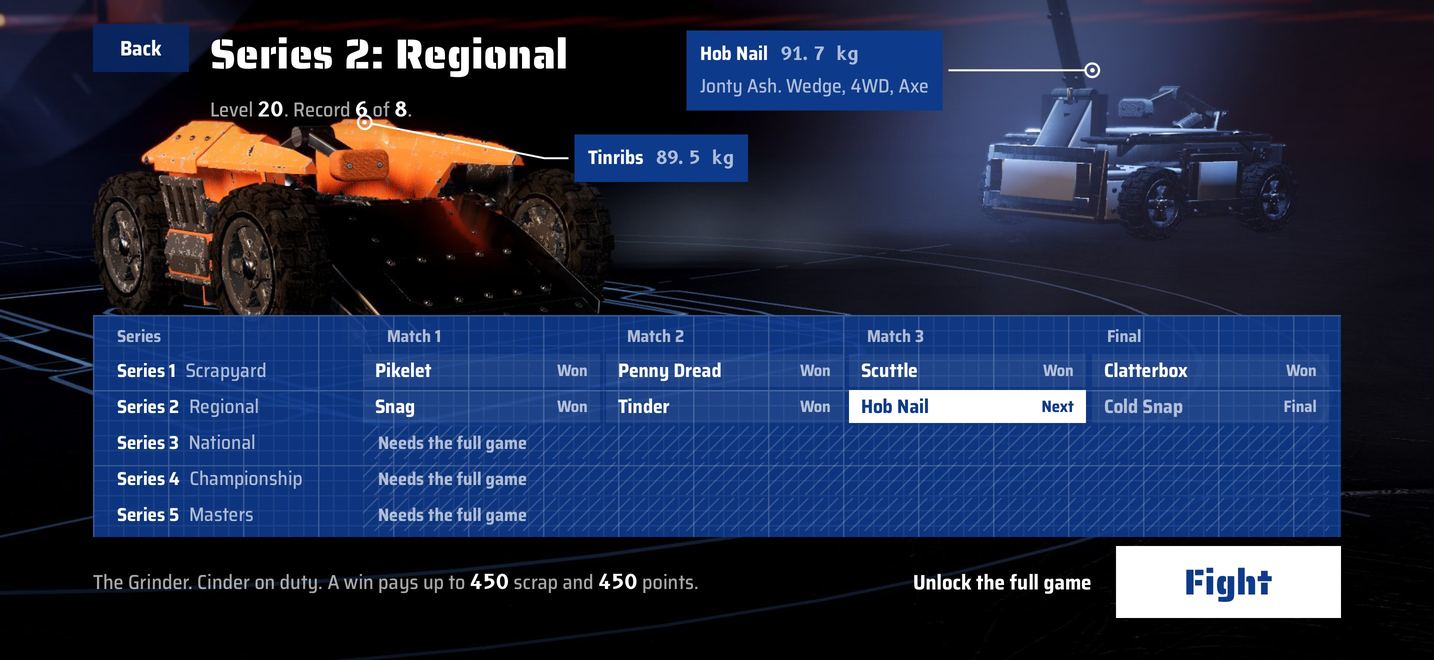 Back
Series 2: Regional
Level 20. Record 6 of 8.
Hob Nail 91.7 kg
Jonty Ash. Wedge, 4WD, Axe
Tinribs 89.5 kg
Series Match 1 Match 2 Match 3 Final
Series 1 Scrapyard Pikelet Won Penny Dread Won Scuttle Won Clatterbox Won
Series 2 Regional Snag Won Tinder Won Hob Nail Next Cold Snap Final
Series 3 National Needs the full game
Series 4 Championship Needs the full game
Series 5 Masters Needs the full game
The Grinder. Cinder on duty. A win pays up to 450 scrap and 450 points.
Unlock the full game
Fight